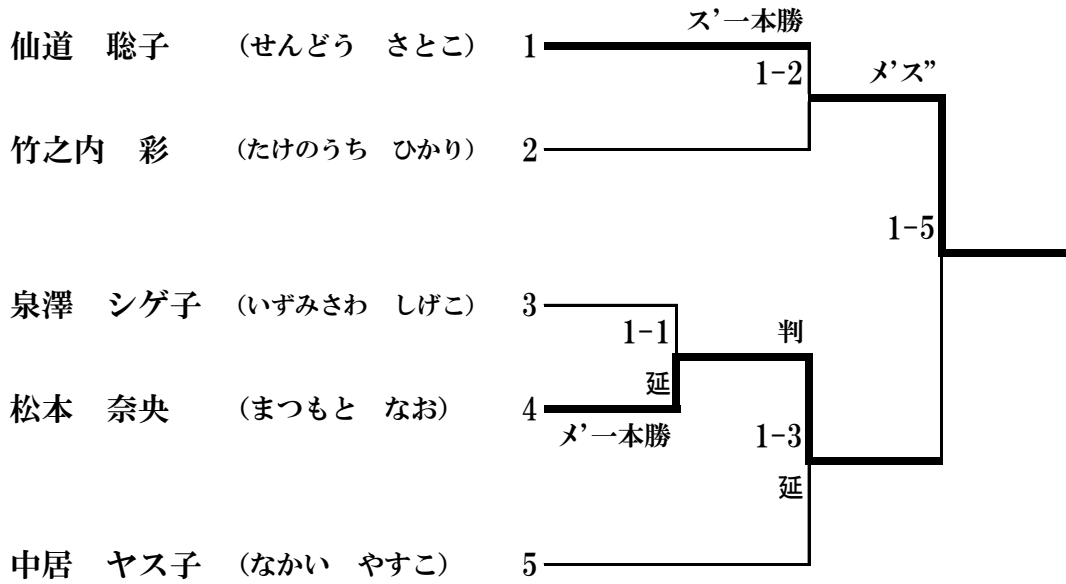 ス’一本勝
仙道　聡子　（せんどう　さとこ）　1
1-2
メ’ス”
竹之内　彩　（たけのうち　ひかり）　2
1-5
泉澤　シゲ子　（いずみさわ　しげこ）　3
1-1
判
延
松本　奈央　（まつもと　なお）　4
メ’一本勝
1-3
延
中居　ヤス子　（なかい　やすこ）　5